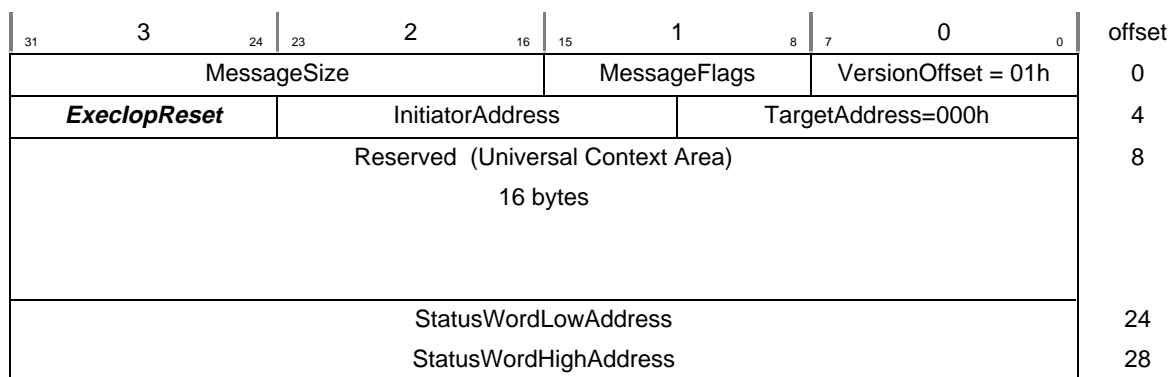 3 2 1 0 offset
31 24 23 16 15 8 7 0
MessageSize MessageFlags VersionOffset = 01h 0
ExecIopReset InitiatorAddress TargetAddress=000h 4
Reserved (Universal Context Area) 8
16 bytes
StatusWordLowAddress 24
StatusWordHighAddress 28